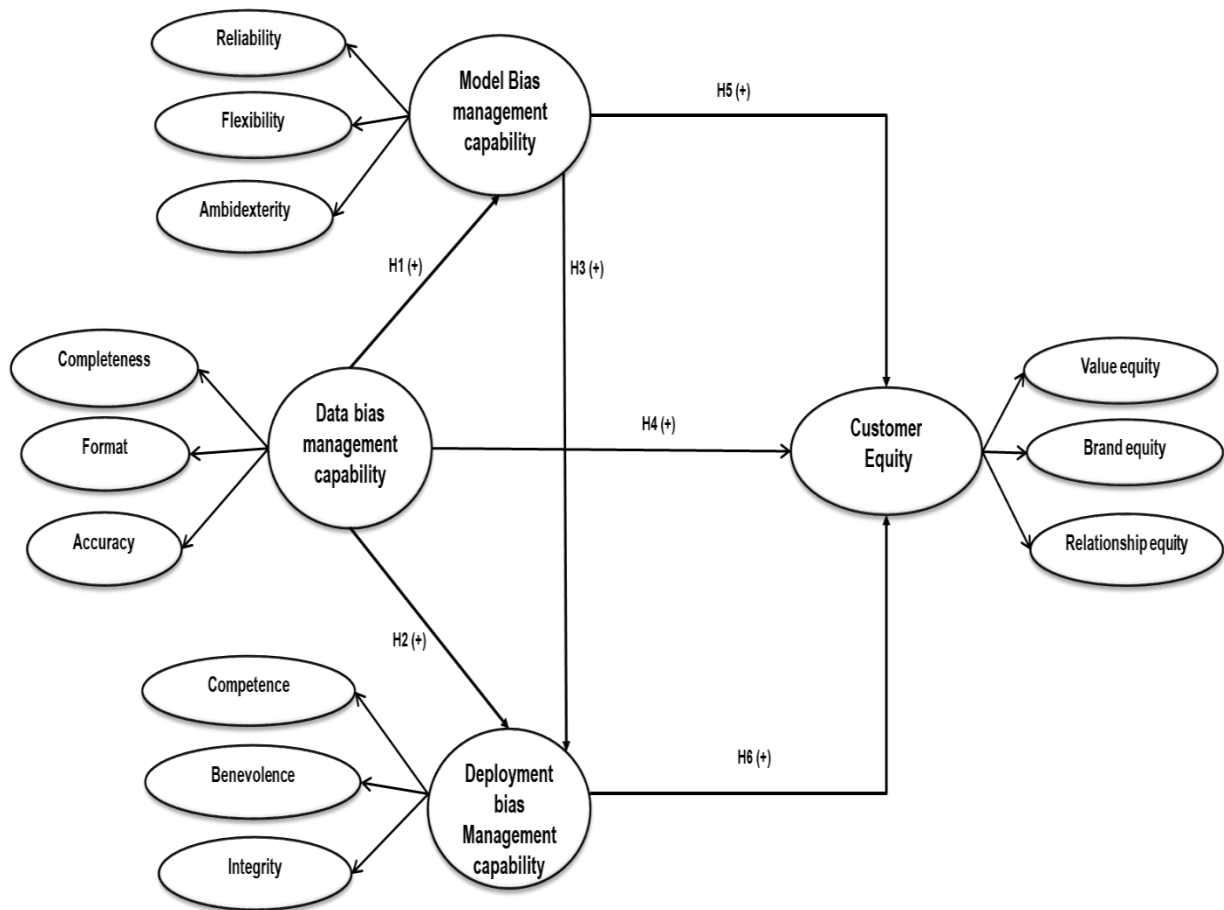 Reliability
Flexibility
Ambidexterity
Model Bias
management
capability
H5 (+)
H1 (+)
H3 (+)
Completeness
Format
Accuracy
Data bias
management
capability
H4 (+)
Customer
Equity
Value equity
Brand equity
Relationship equity
H2 (+)
Competence
Benevolence
Integrity
Deployment
bias
Management
capability
H6 (+)